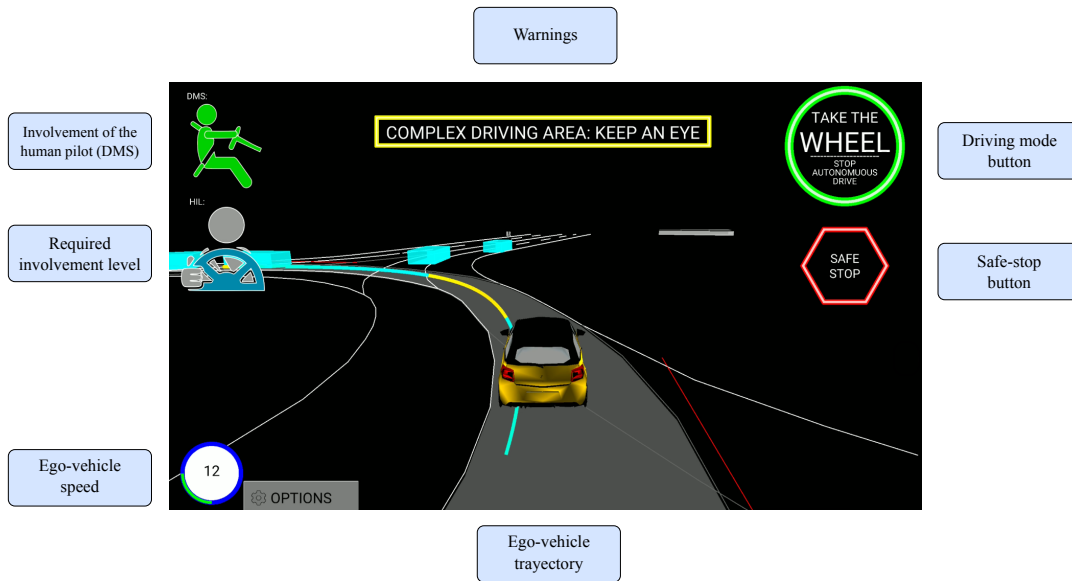 Warnings
DMS:
Involvement of the
human pilot (DMS)
COMPLEX DRIVING AREA: KEEP AN EYE
TAKE THE
WHEEL
STOP
AUTONOMUOUS
DRIVE
Driving mode
button
HIL:
Required
involvement level
SAFE
STOP
Safe-stop
button
Ego-vehicle
speed
12
OPTIONS
Ego-vehicle
trayectory